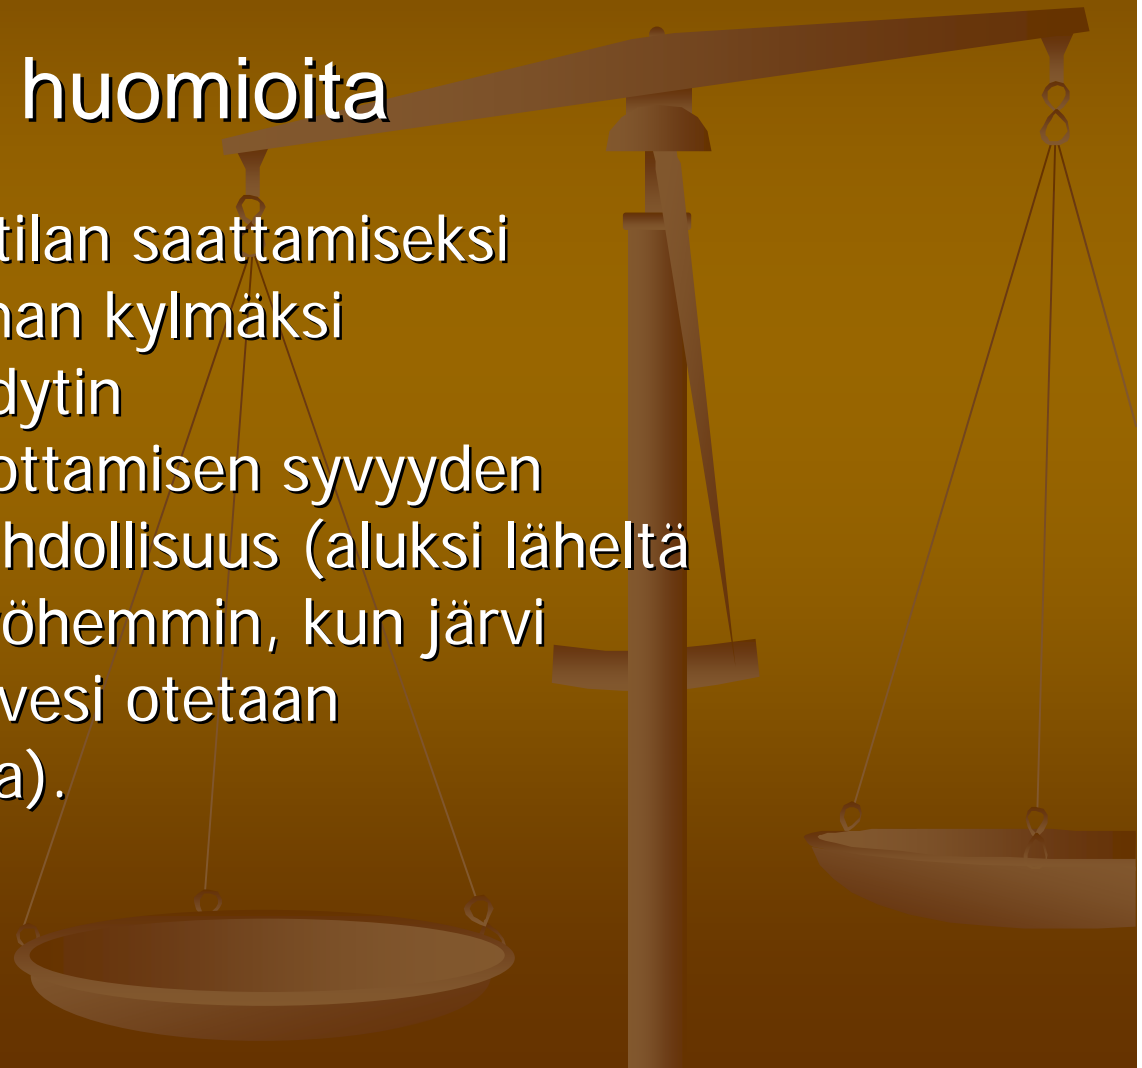 huomioita
tilan saattamiseksi
nan kylmäksi
dytin
ottamisen syvyyden
hdollisuus (aluksi läheltä
öhemmin, kun järvi
vesi otetaan
a).